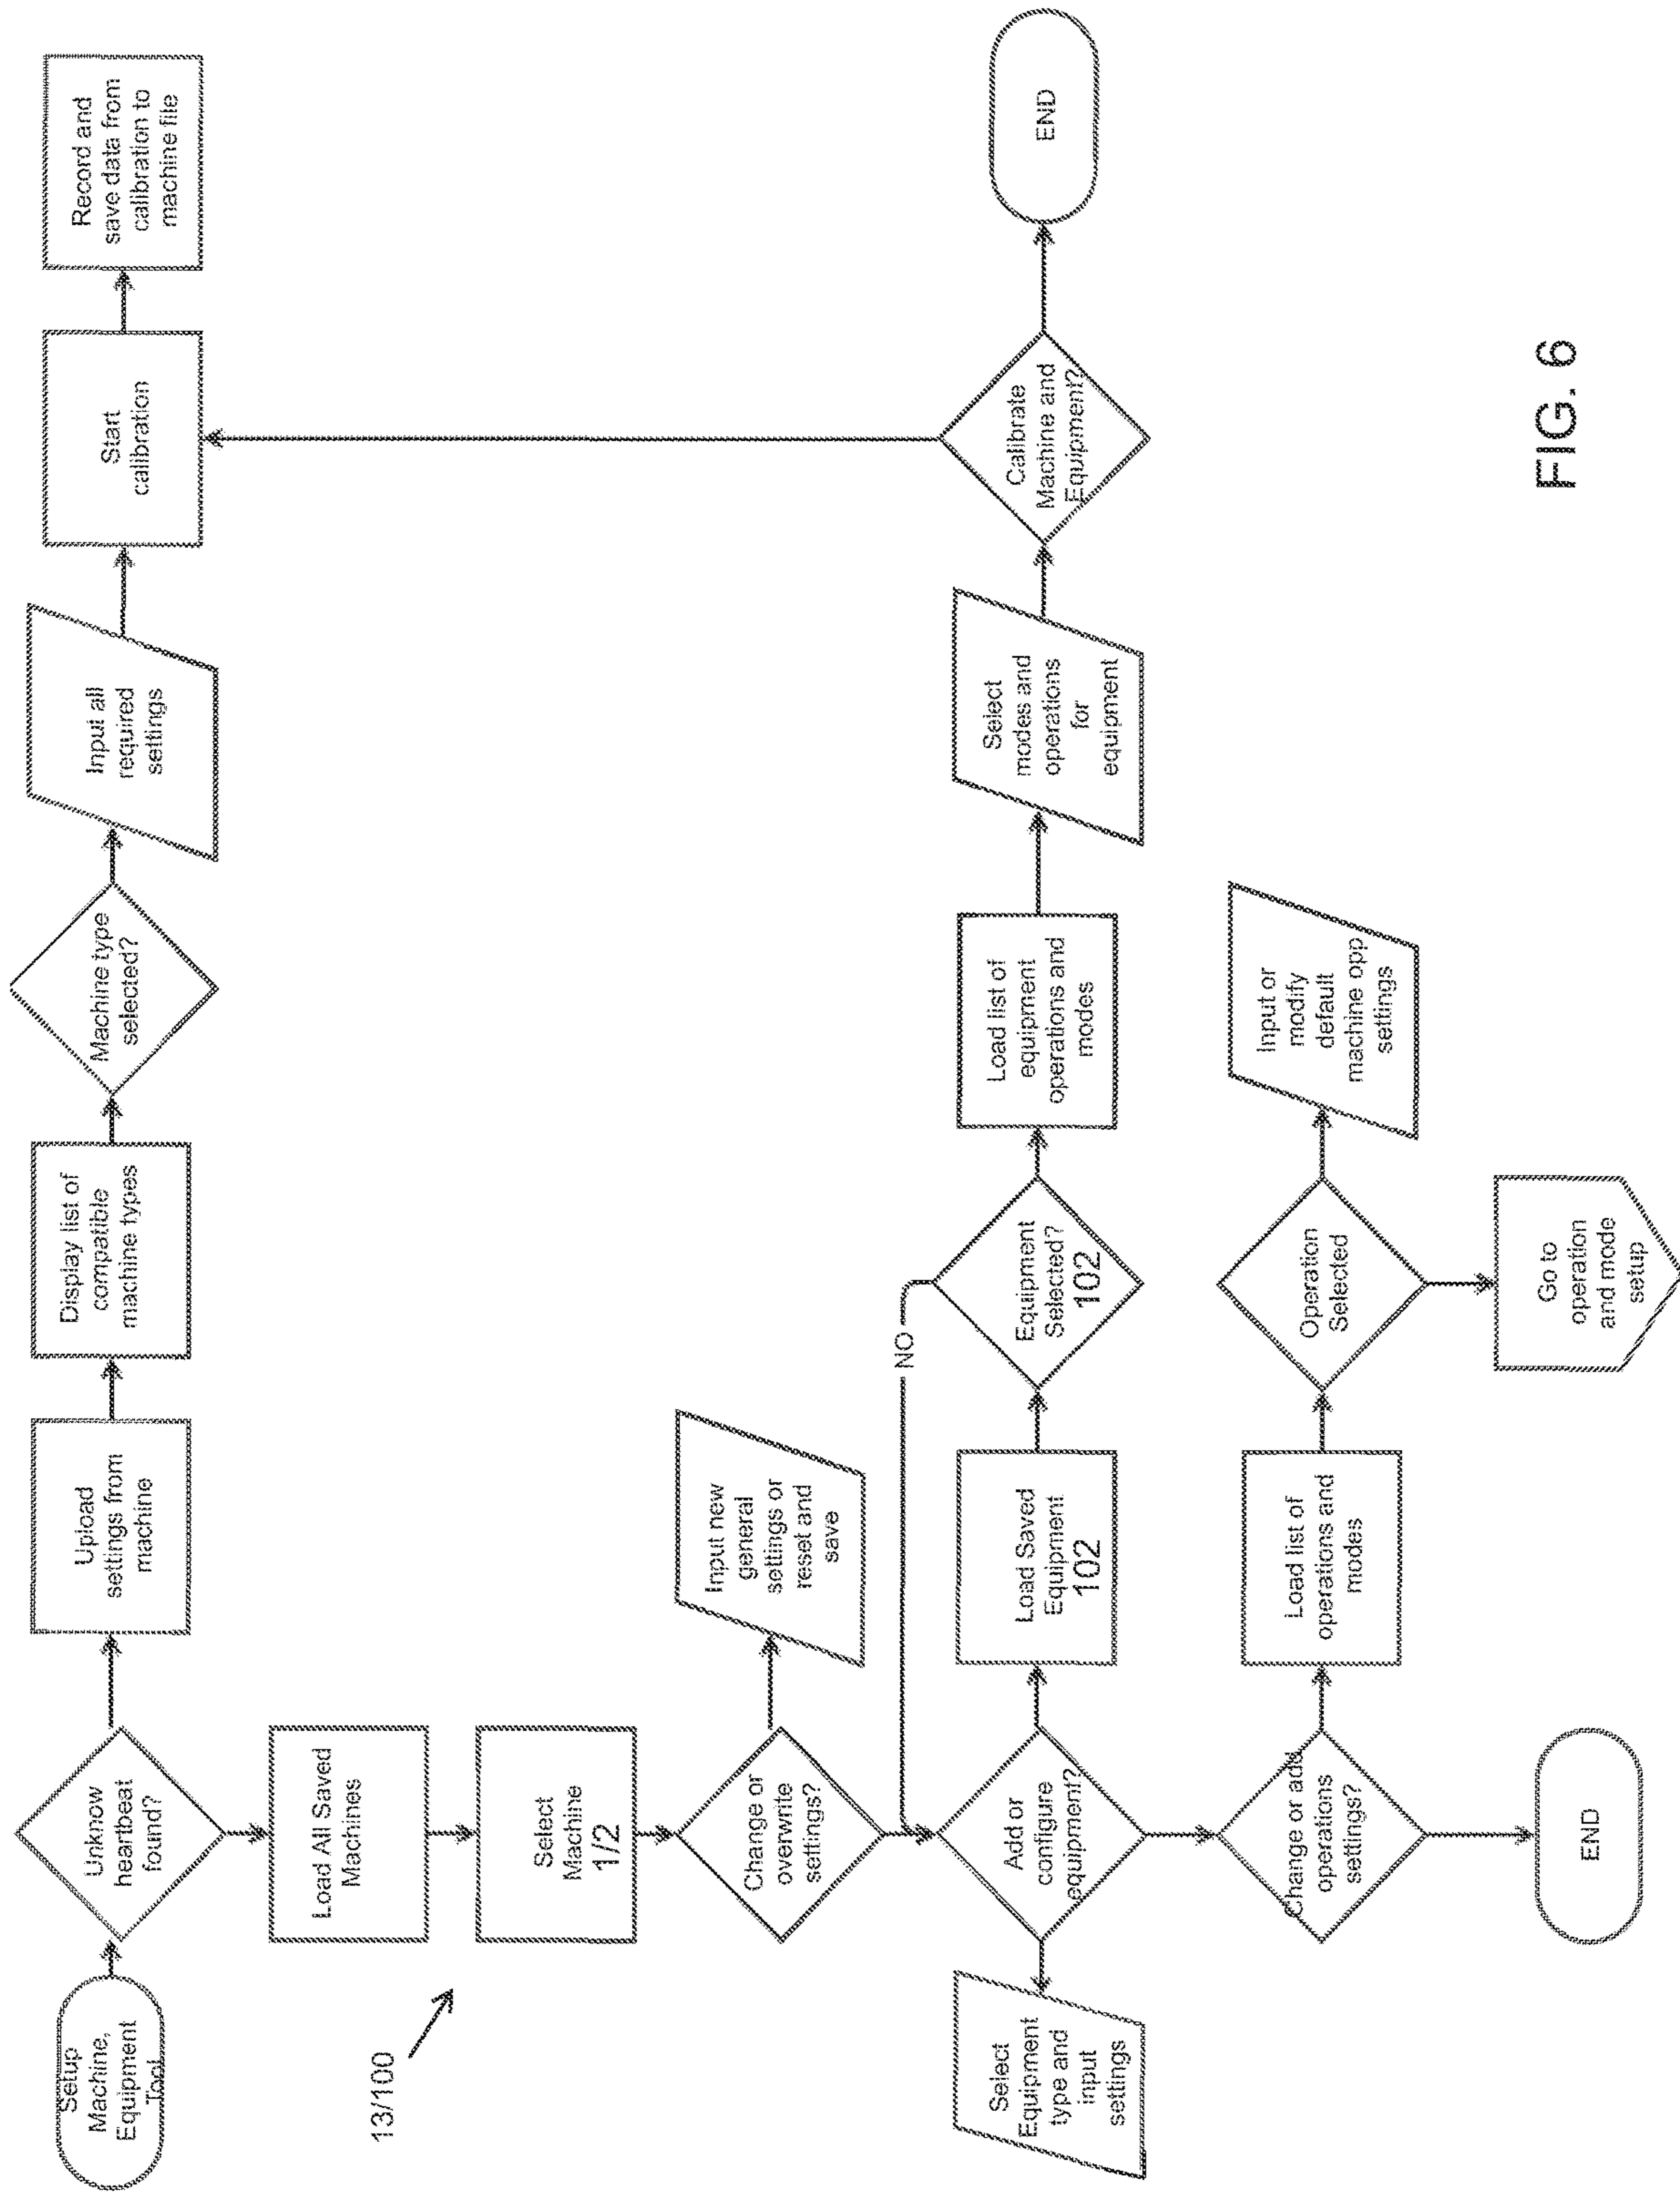 Setup
Machine,
Equipment
Tool
Unknow
heartbeat
found?
Upload
settings from
machine
Display list of
compatible
machine types
Machine type
selected?
Input all
required
settings
Start
calibration
Record and
save data from
calibration to
machine file
Load All Saved
Machines
13/100
Select
Machine
1/2
Change or
overwrite
settings?
Input new
general
settings or
reset and
save
NO
Select
Equipment
type and
input
settings
Add or
configure
equipment?
Load Saved
Equipment
102
Equipment
Selected?
102
Load list of
equipment
operations and
modes
Select
modes and
operations
for
equipment
Calibrate
Machine and
Equipment?
END
Change or add
operations
settings?
Load list of
operations and
modes
Operation
Selected
Input or
modify
default
machine opp
settings
END
Go to
operation
and mode
setup
FIG. 6